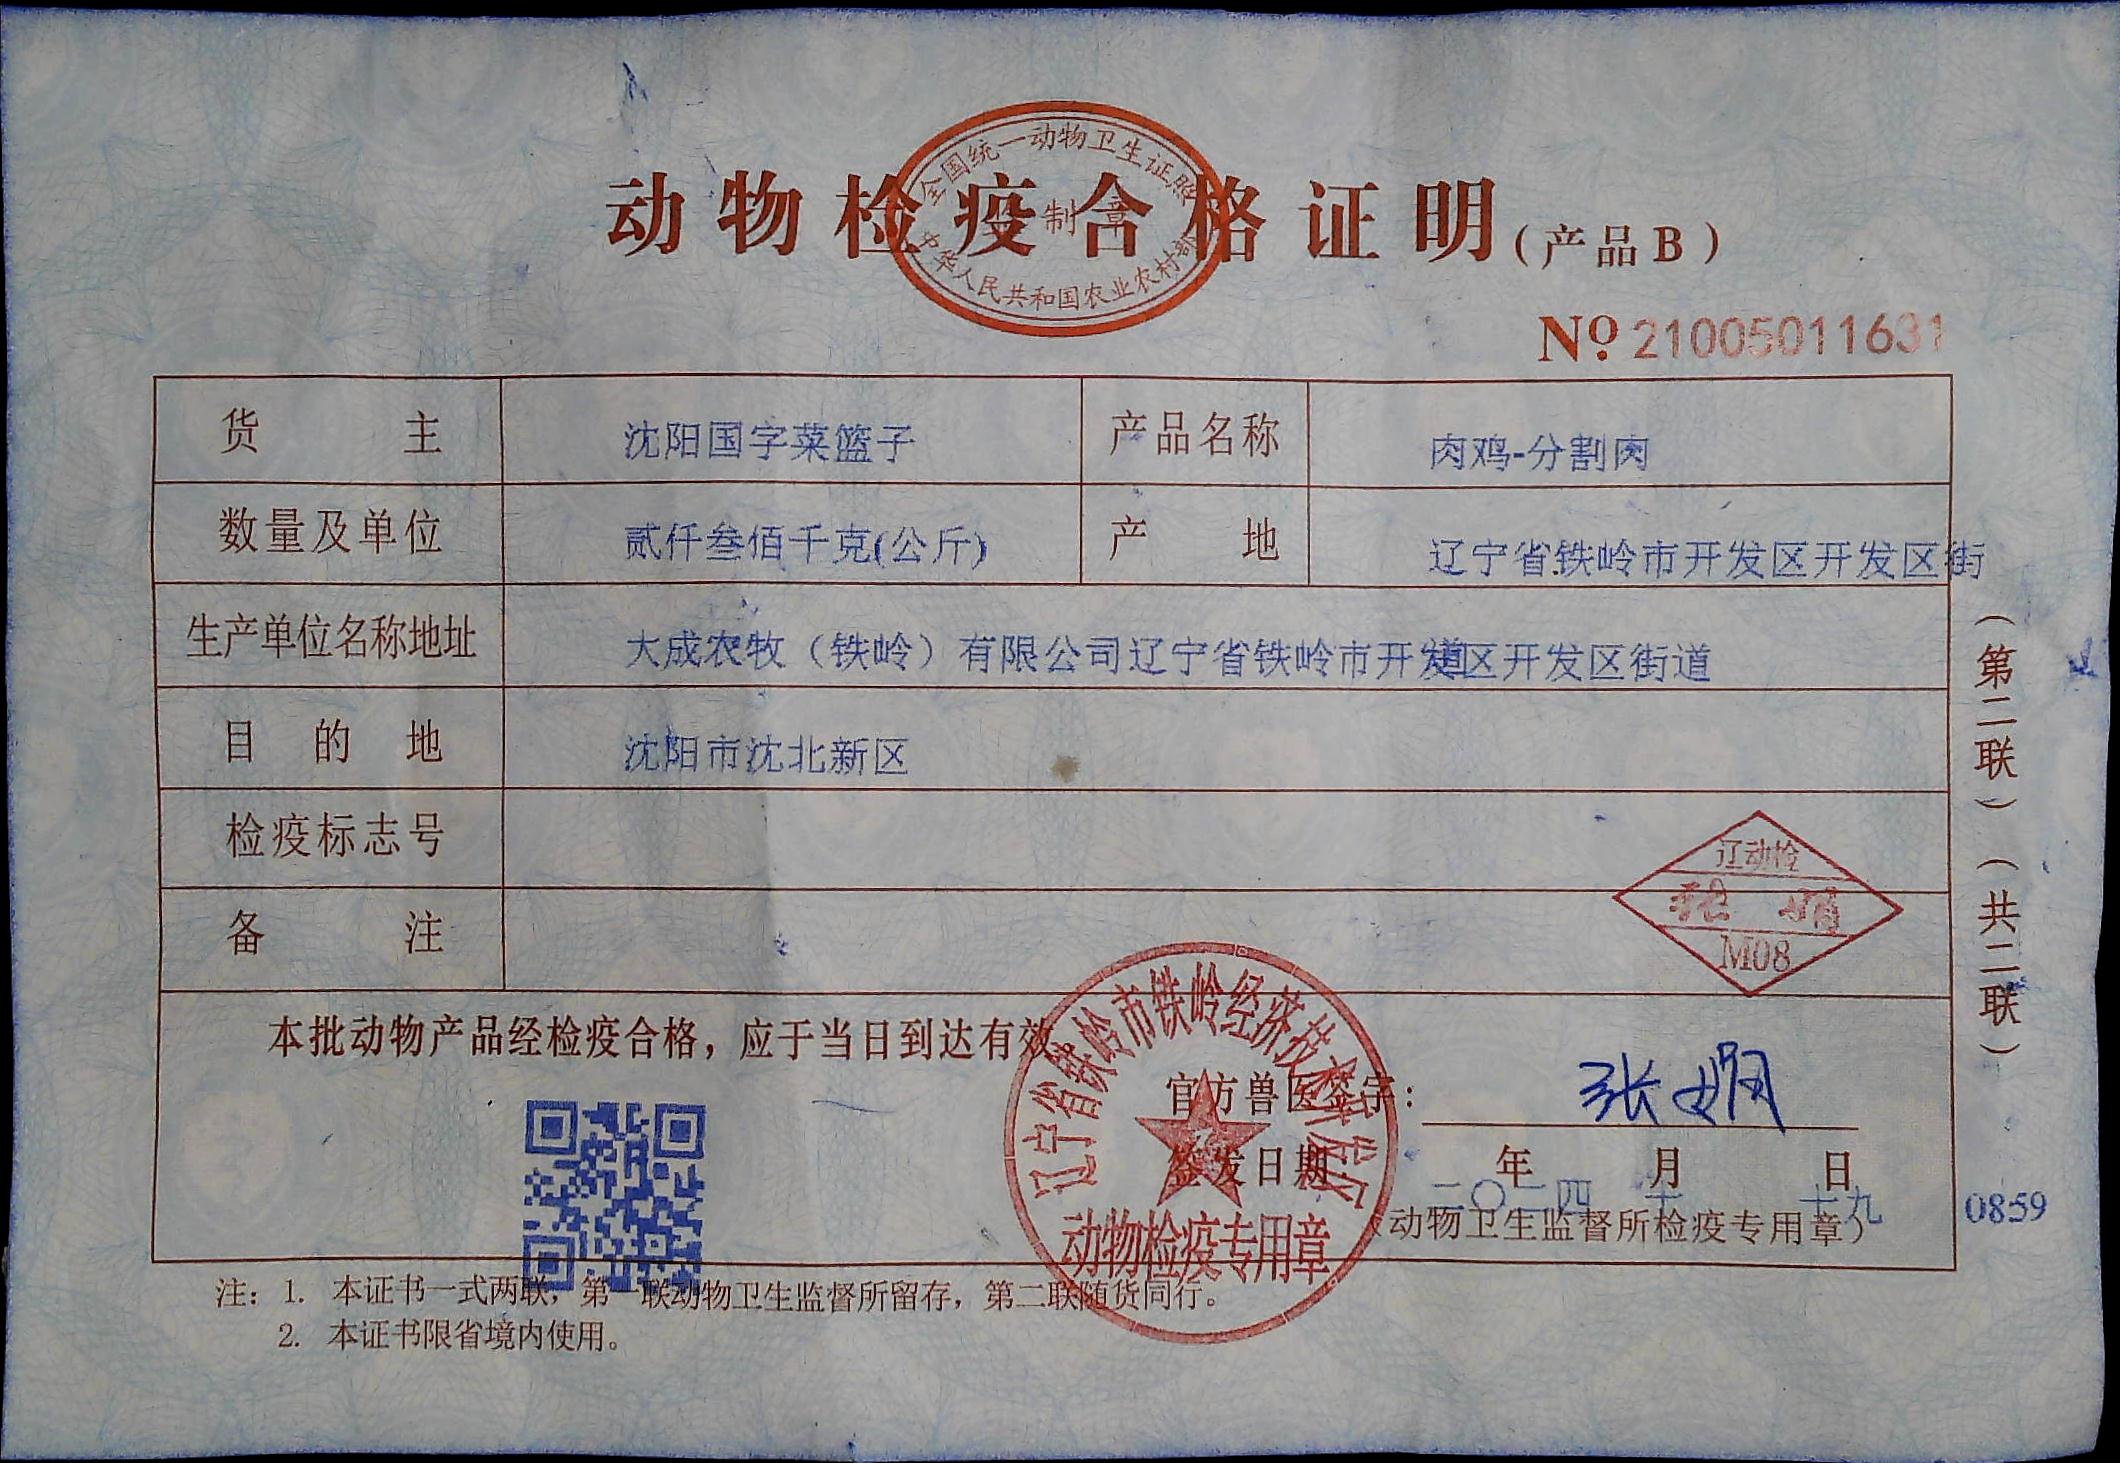 全国统一动物卫生证照
动物检疫合格证明(产品B)
监制章
中华人民共和国农业农村部
№ 21005011631
货主 沈阳国字菜篮子 产品名称 肉鸡-分割肉
数量及单位 贰仟叁佰千克(公斤) 产地 辽宁省铁岭市开发区开发区街道
生产单位名称地址 大成农牧（铁岭）有限公司辽宁省铁岭市开发区开发区街道
目的地 沈阳市沈北新区
检疫标志号
备注
辽动检
张娴
M08
本批动物产品经检疫合格，应于当日到达有效。
官方兽医签字： 张娴
签发日期 二〇二四年十月十九日 0859
（动物卫生监督所检疫专用章）
辽宁省铁岭市铁岭经济技术开发区
动物检疫专用章
注：1. 本证书一式两联，第一联动物卫生监督所留存，第二联随货同行。
2. 本证书限省境内使用。
（第二联）（共二联）